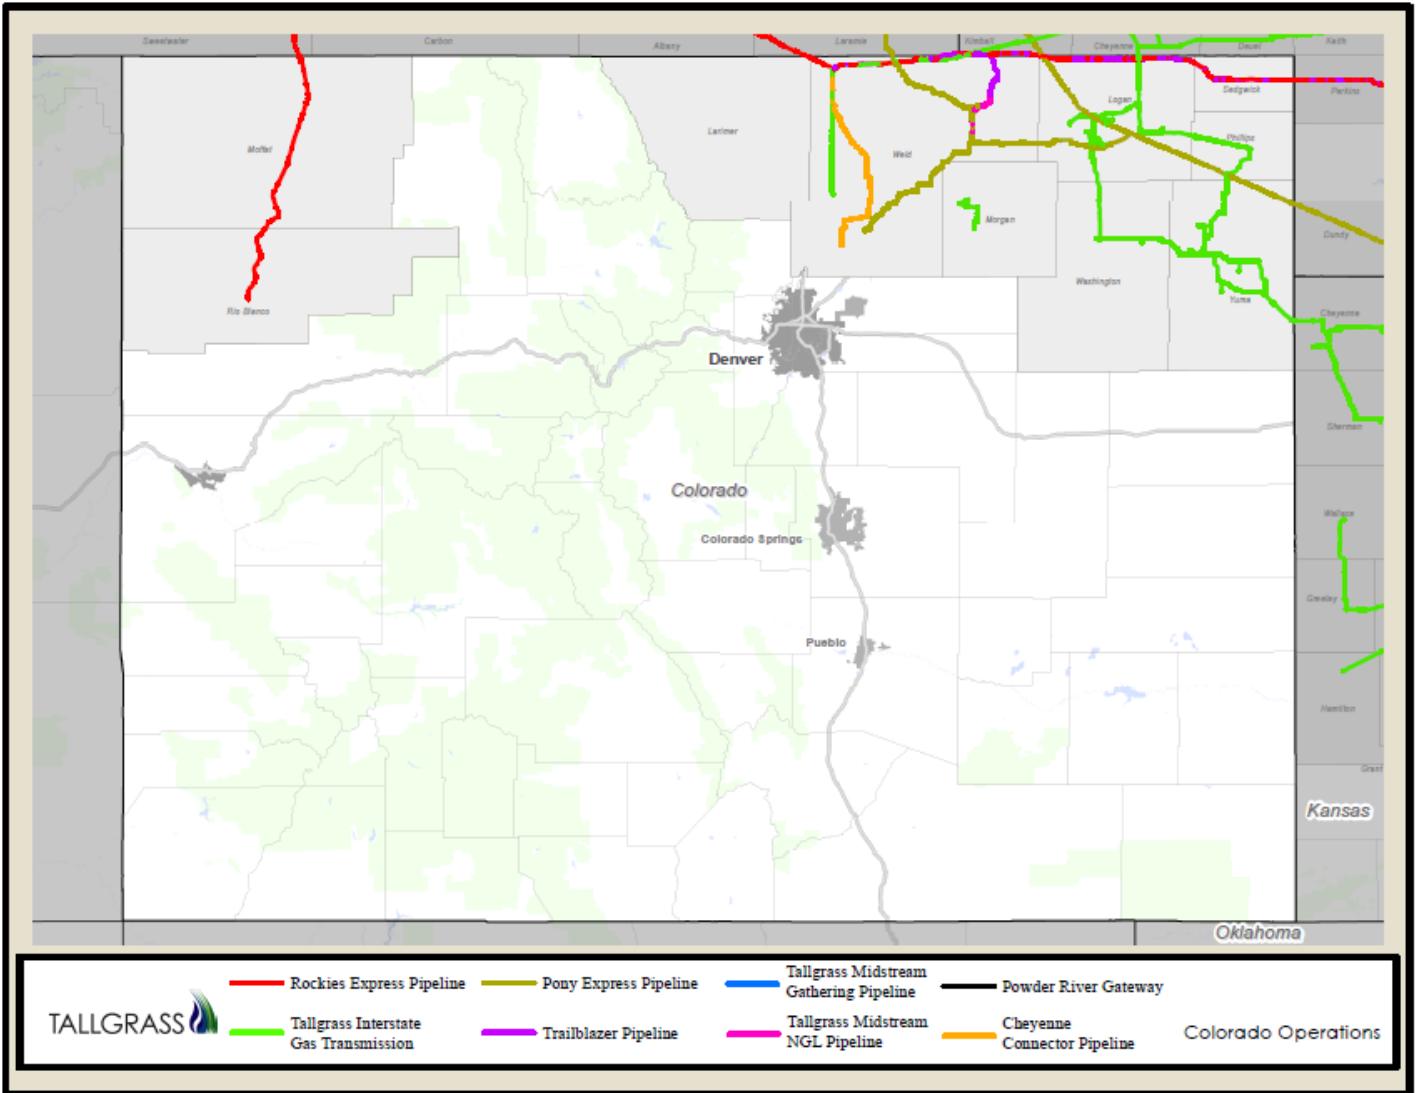 Sweetwater
Carbon
Albany
Laramie
Kimball
Cheyenne
Deuel
Keith
Moffat
Larimer
Weld
Logan
Sedgwick
Perkins
Phillips
Morgan
Washington
Yuma
Dundy
Cheyenne
Rio Blanco
Denver
Sherman
Colorado
Colorado Springs
Wallace
Greeley
Pueblo
Hamilton
Grant
Kansas
Oklahoma
TALLGRASS
Rockies Express Pipeline
Tallgrass Interstate
Gas Transmission
Pony Express Pipeline
Trailblazer Pipeline
Tallgrass Midstream
Gathering Pipeline
Tallgrass Midstream
NGL Pipeline
Powder River Gateway
Cheyenne
Connector Pipeline
Colorado Operations